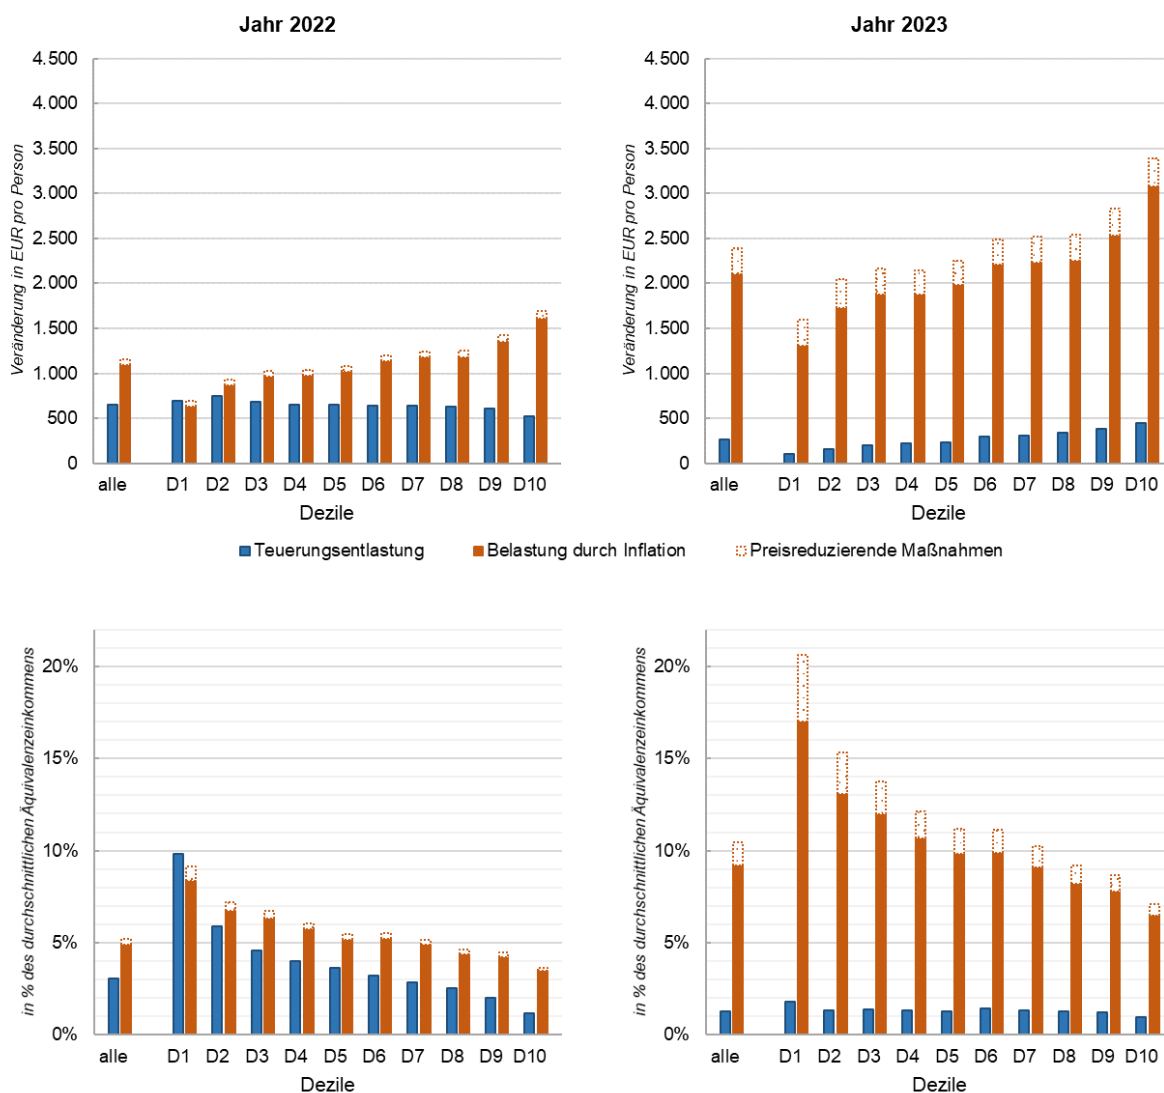 Jahr 2022
Veränderung in EUR pro Person
4.500
4.000
3.500
3.000
2.500
2.000
1.500
1.000
500
0
alle D1 D2 D3 D4 D5 D6 D7 D8 D9 D10
Dezile
Jahr 2023
Veränderung in EUR pro Person
4.500
4.000
3.500
3.000
2.500
2.000
1.500
1.000
500
0
alle D1 D2 D3 D4 D5 D6 D7 D8 D9 D10
Dezile
Teuerungsentlastung Belastung durch Inflation Preisreduzierende Maßnahmen
in % des durchschnittlichen Äquivalenzeinkommens
20%
15%
10%
5%
0%
alle D1 D2 D3 D4 D5 D6 D7 D8 D9 D10
Dezile
in % des durchschnittlichen Äquivalenzeinkommens
20%
15%
10%
5%
0%
alle D1 D2 D3 D4 D5 D6 D7 D8 D9 D10
Dezile